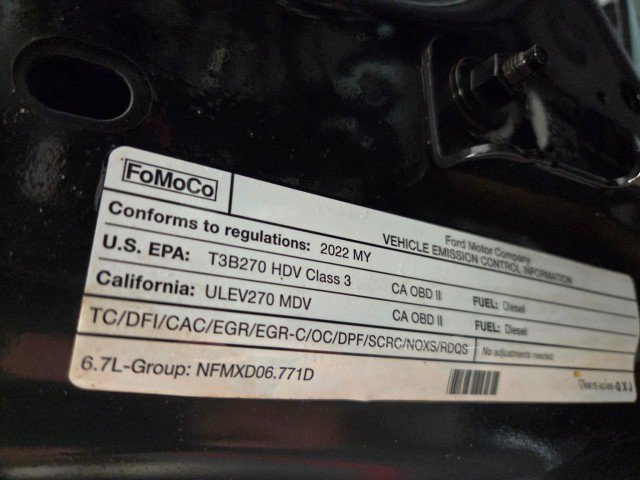 FoMoCo
Ford Motor Company
VEHICLE EMISSION CONTROL INFORMATION
Conforms to regulations: 2022 MY
U.S. EPA: T3B270 HDV Class 3 CA OBD II FUEL: Diesel
California: ULEV270 MDV CA OBD II FUEL: Diesel
TC/DFI/CAC/EGR/EGR-C/OC/DPF/SCRC/NOXS/RDQS No adjustments needed.
6.7L-Group: NFMXD06.771D
QXJ